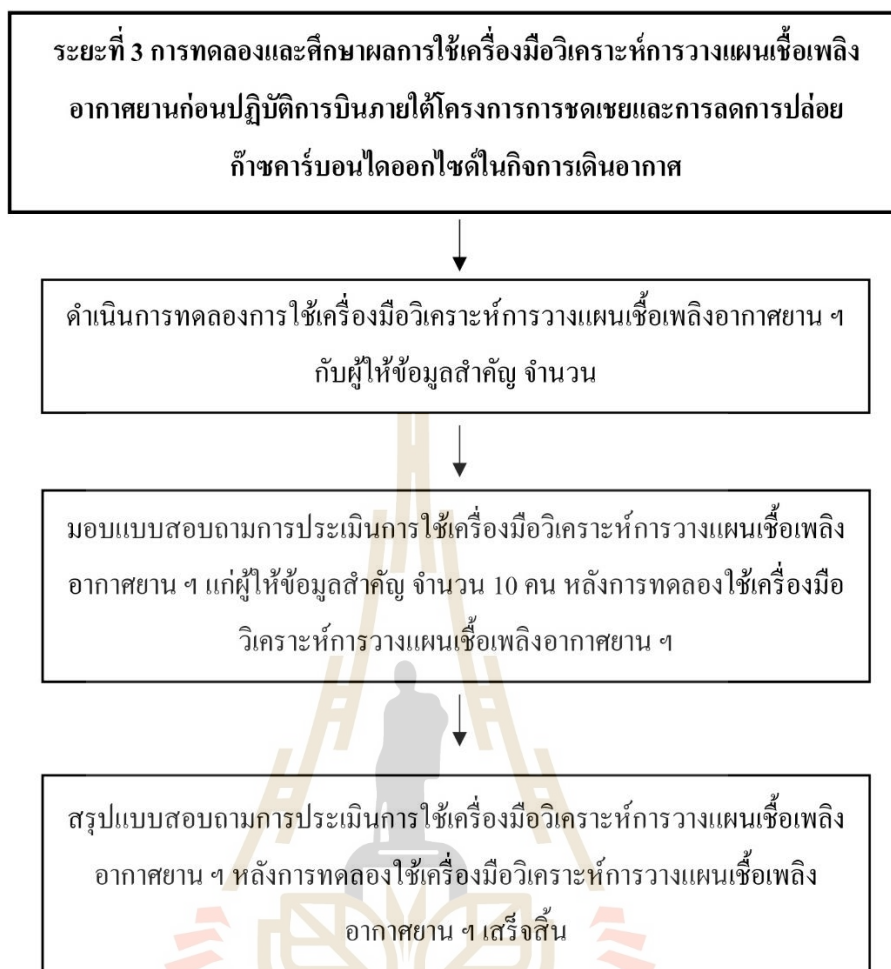 ระยะที่ 3 การทดลองและศึกษาผลการใช้เครื่องมือวิเคราะห์การวางแผนเชื้อเพลิง
อากาศยานก่อนปฏิบัติการบินภายใต้โครงการการชดเชยและการลดการปล่อย
ก๊าซคาร์บอนไดออกไซด์ในกิจการเดินอากาศ
ดำเนินการทดลองการใช้เครื่องมือวิเคราะห์การวางแผนเชื้อเพลิงอากาศยาน ฯ
กับผู้ให้ข้อมูลสำคัญ จำนวน
มอบแบบสอบถามการประเมินการใช้เครื่องมือวิเคราะห์การวางแผนเชื้อเพลิง
อากาศยาน ฯ แก่ผู้ให้ข้อมูลสำคัญ จำนวน 10 คน หลังการทดลองใช้เครื่องมือ
วิเคราะห์การวางแผนเชื้อเพลิงอากาศยาน ฯ
สรุปแบบสอบถามการประเมินการใช้เครื่องมือวิเคราะห์การวางแผนเชื้อเพลิง
อากาศยาน ฯ หลังการทดลองใช้เครื่องมือวิเคราะห์การวางแผนเชื้อเพลิง
อากาศยาน ฯ เสร็จสิ้น